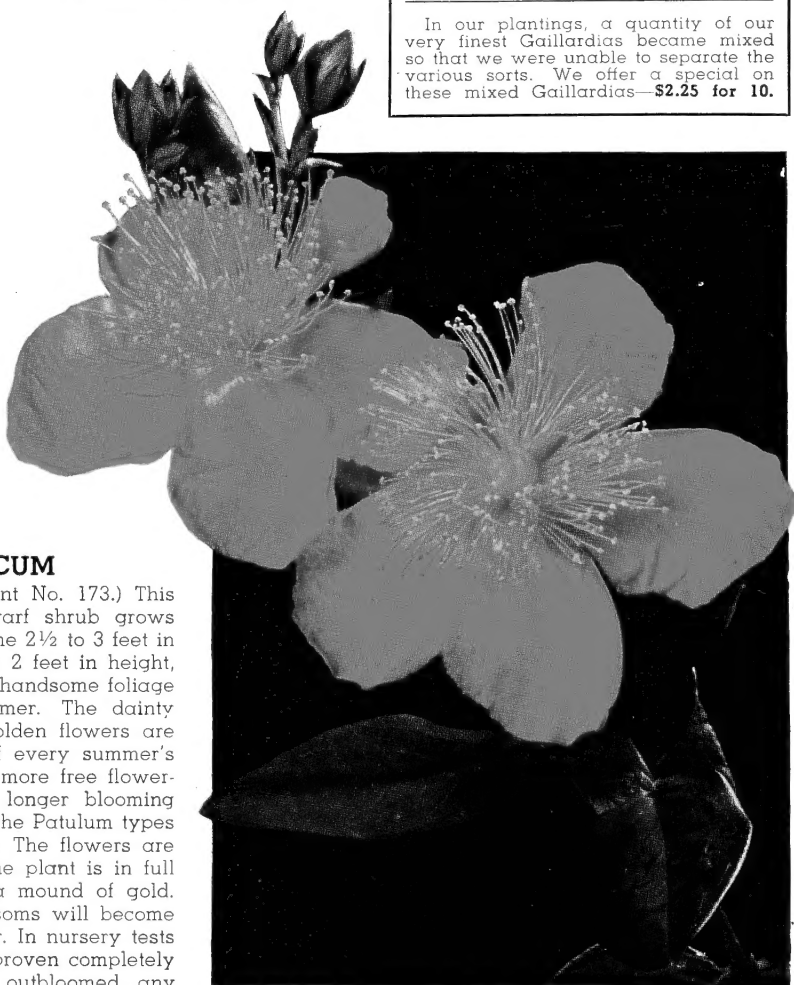 In our plantings, a quantity of our
very finest Gaillardias became mixed
so that we were unable to separate the
various sorts. We offer a special on
these mixed Gaillardias—$2.25 for 10.
CUM
nt No. 173.) This
arf shrub grows
ne 2½ to 3 feet in
2 feet in height,
handsome foliage
mer. The dainty
olden flowers are
f every summer's
more free flower-
longer blooming
he Patulum types
The flowers are
ne plant is in full
a mound of gold.
soms will become
r. In nursery tests
proven completely
outbloomed any